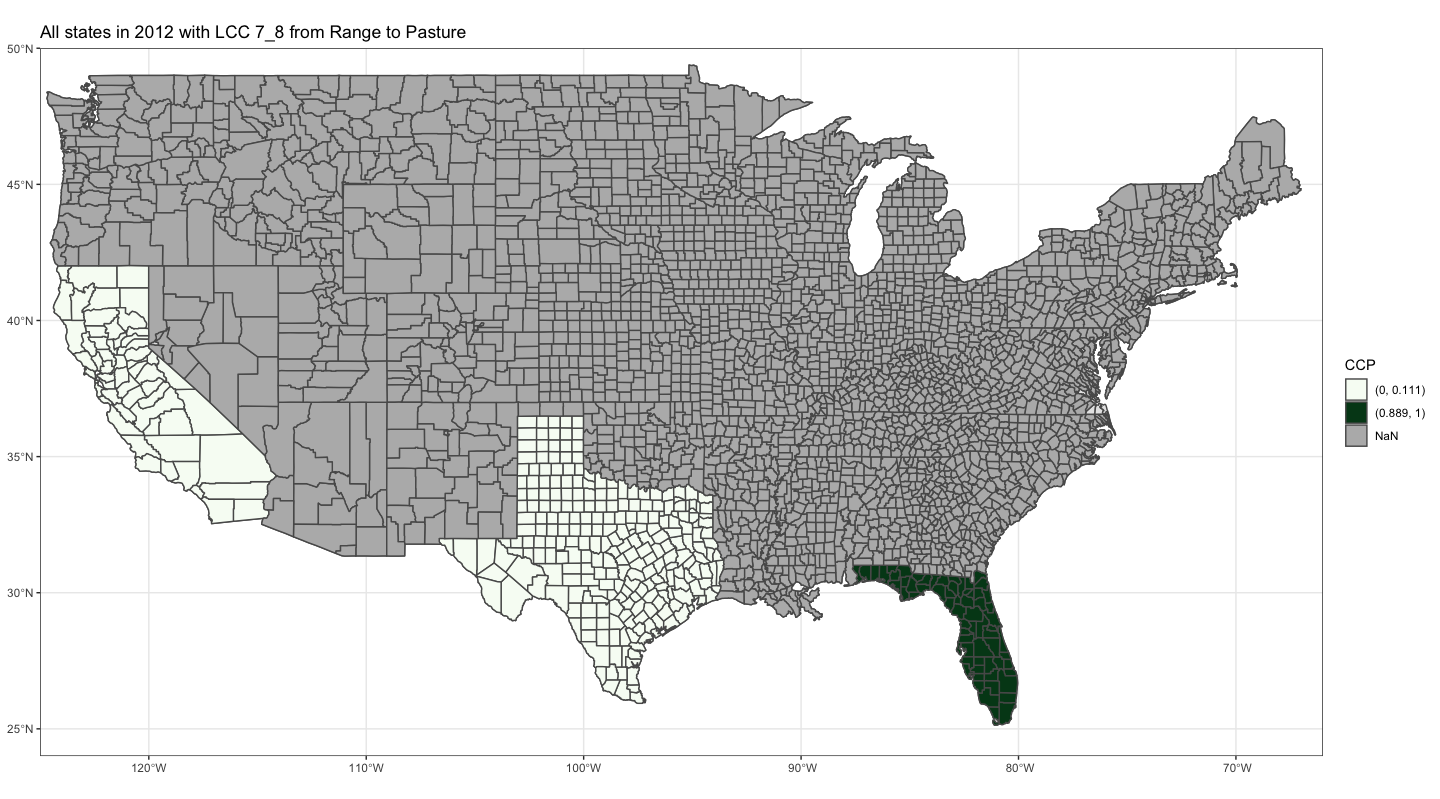 All states in 2012 with LCC 7_8 from Range to Pasture
50°N
45°N
40°N
35°N
30°N
25°N
120°W
110°W
100°W
90°W
80°W
70°W
CCP
(0, 0.111)
(0.889, 1)
NaN